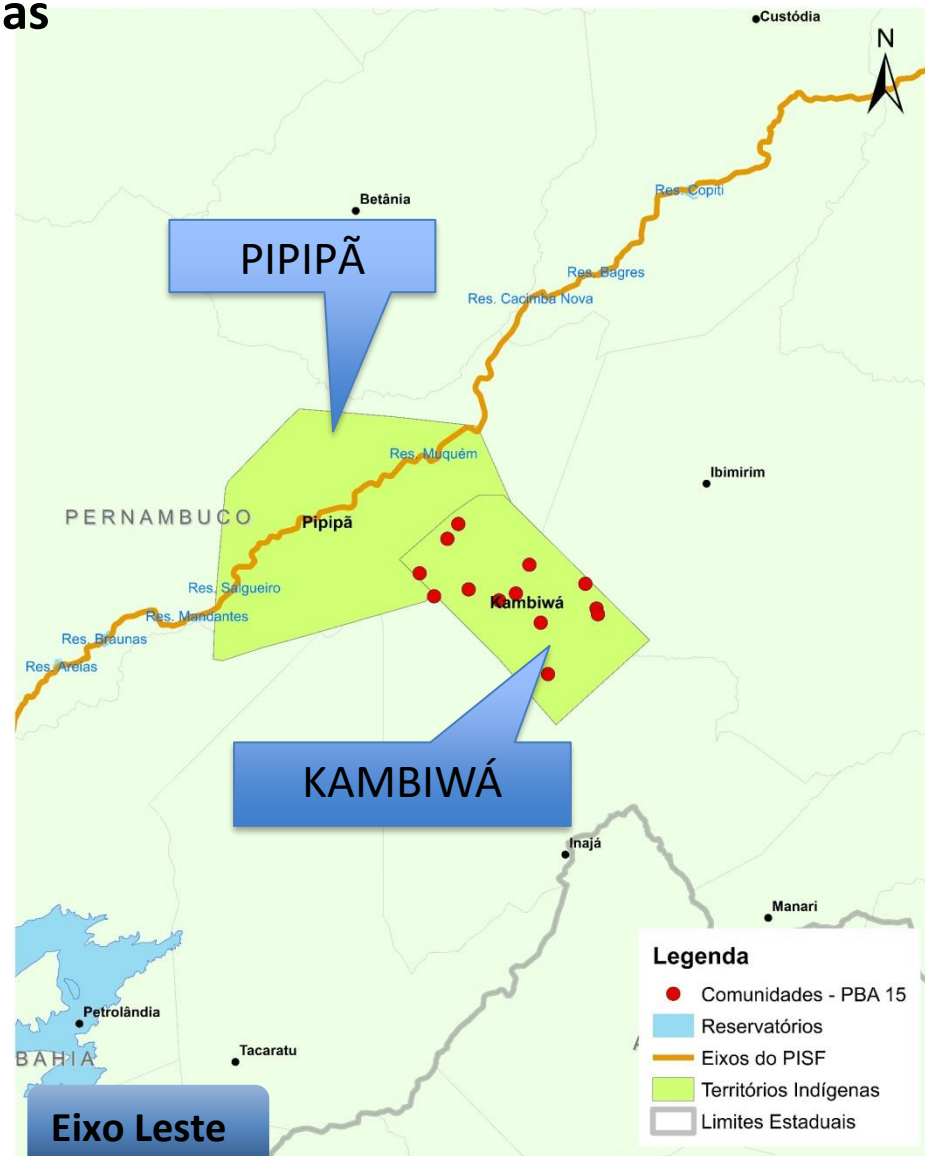 as
Custódia
N
Res. Copiti
Betânia
PIPIPÃ
Res. Bagres
Res. Cacimba Nova
Res. Muquém
Ibimirim
PERNAMBUCO
Pipipã
Res. Salgueiro
Kambiwá
Res. Mandantes
Res. Braunas
Res. Areias
KAMBIWÁ
Inajá
Manari
Legenda
Comunidades - PBA 15
Reservatórios
Eixos do PISF
Territórios Indígenas
Limites Estaduais
Petrolândia
BAHIA
Tacaratu
A
Eixo Leste